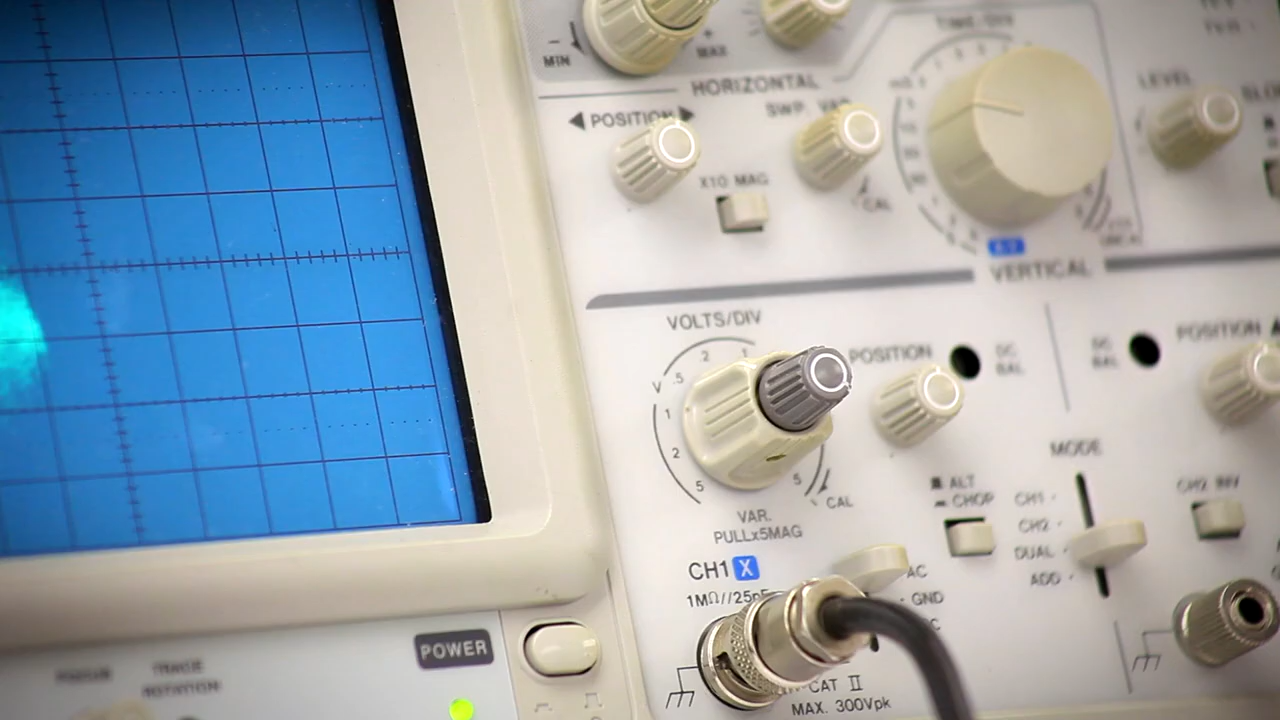 MIN
+
MAX
HORIZONTAL
◀ POSITION ▶
SWP. VAR
LEVEL
X10 MAG
CAL
X-Y
VERTICAL
VOLTS/DIV
.2 .1
V .5
1
2
5
5
CAL
VAR.
PULLx5MAG
POSITION
DC
BAL
DC
BAL
POSITION
MODE
ALT
CHOP
CH1
CH2
DUAL
ADD
CH2 INV
CH1 X
1MΩ//25pF
AC
GND
CAT II
MAX. 300Vpk
POWER
TRACE
ROTATION